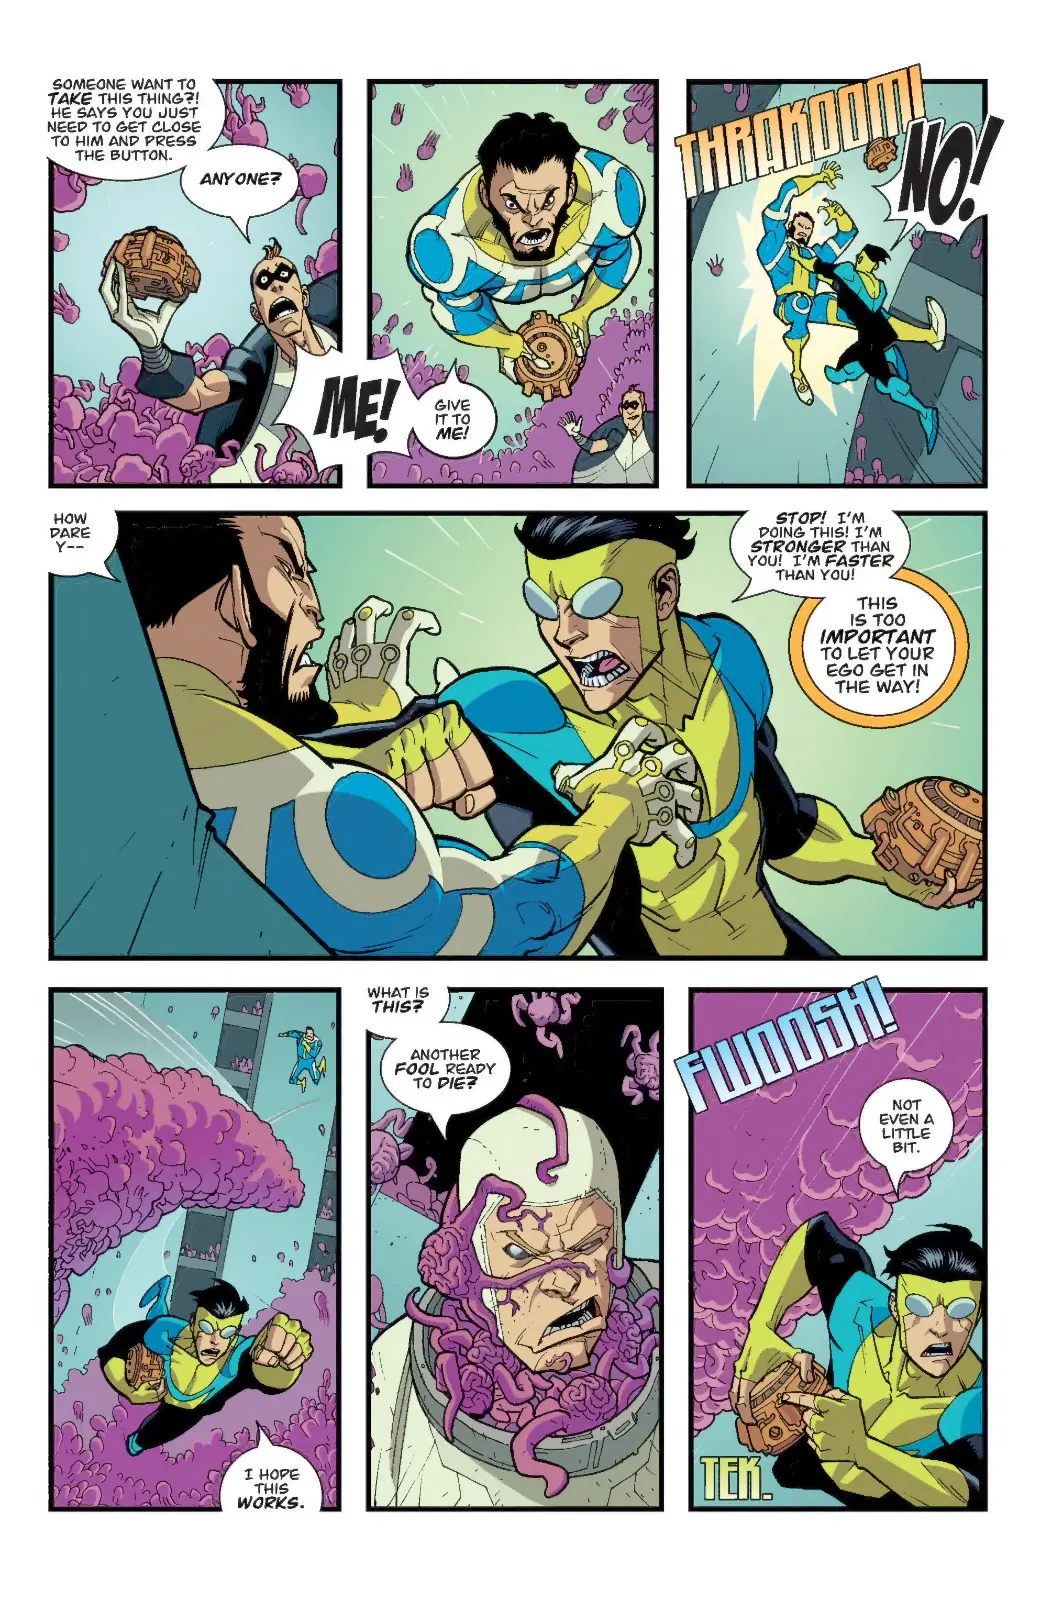 SOMEONE WANT TO
TAKE THIS THING?!
HE SAYS YOU JUST
NEED TO GET CLOSE
TO HIM AND PRESS
THE BUTTON.
ANYONE?
ME!
GIVE
IT TO
ME!
THRAKOOM!
NO!
HOW
DARE
Y--
STOP! I'M
DOING THIS! I'M
STRONGER THAN
YOU! I'M FASTER
THAN YOU!
THIS
IS TOO
IMPORTANT
TO LET YOUR
EGO GET IN
THE WAY!
I HOPE
THIS
WORKS.
WHAT IS
THIS?
ANOTHER
FOOL READY
TO DIE?
FWOOSH!
NOT
EVEN A
LITTLE
BIT.
TEK.